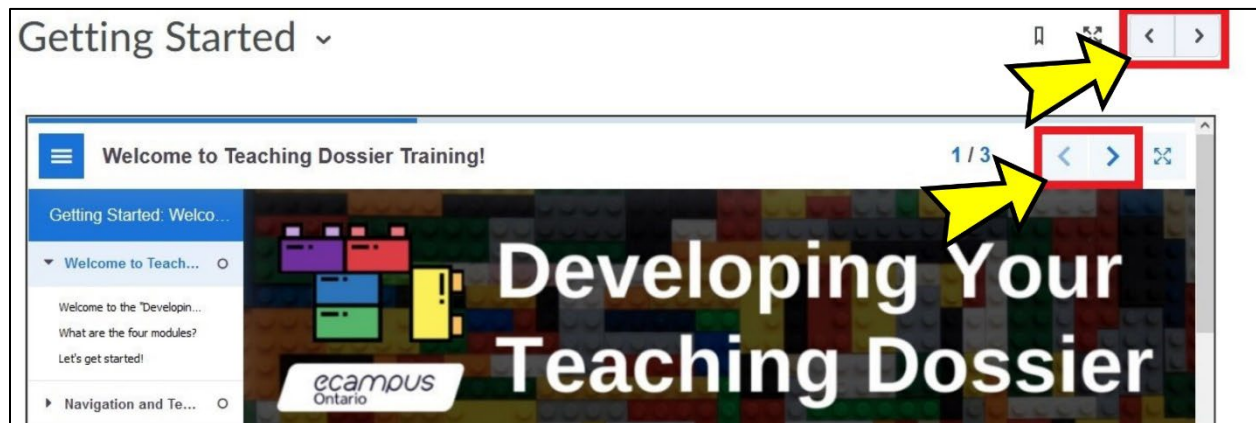 Getting Started
Welcome to Teaching Dossier Training!
1 / 3
Getting Started: Welco...
Welcome to Teach...
Welcome to the "Developin...
What are the four modules?
Let's get started!
Navigation and Te...
ecampus
Ontario
Developing Your
Teaching Dossier